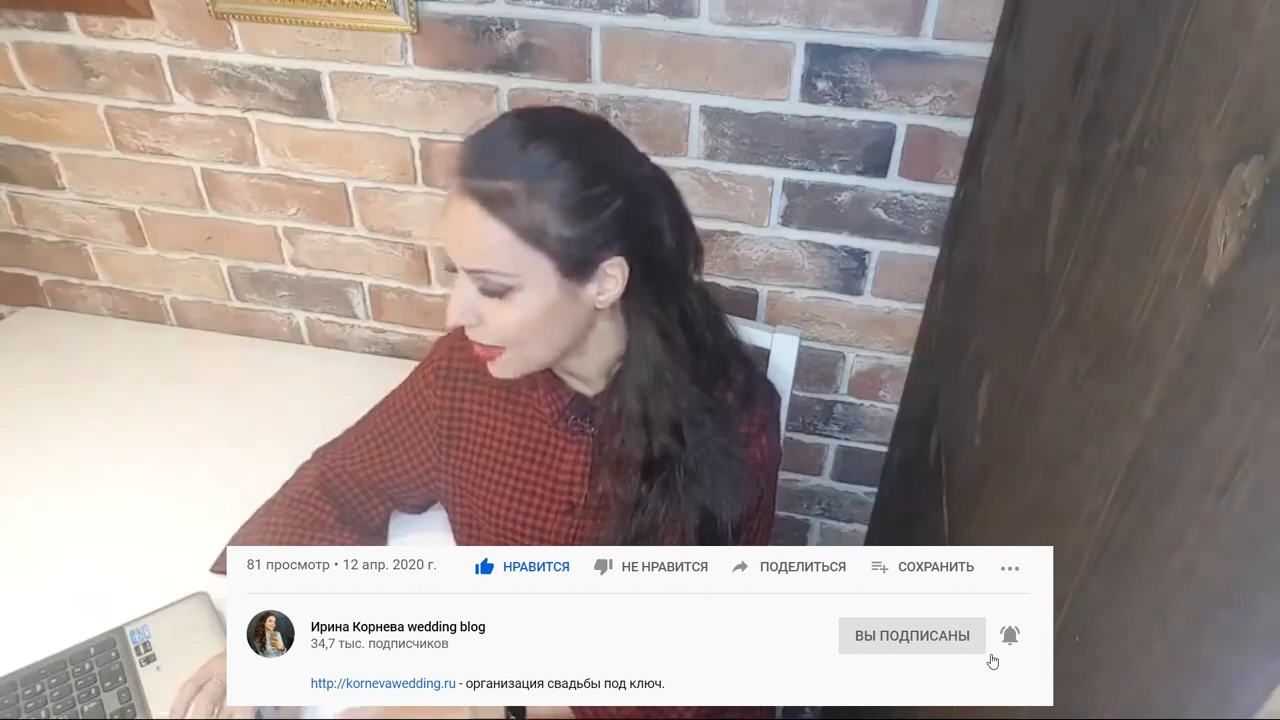 81 просмотр • 12 апр. 2020 г.
НРАВИТСЯ
НЕ НРАВИТСЯ
ПОДЕЛИТЬСЯ
СОХРАНИТЬ
Ирина Корнева wedding blog
34,7 тыс. подписчиков
ВЫ ПОДПИСАНЫ
http://kornevawedding.ru - организация свадьбы под ключ.